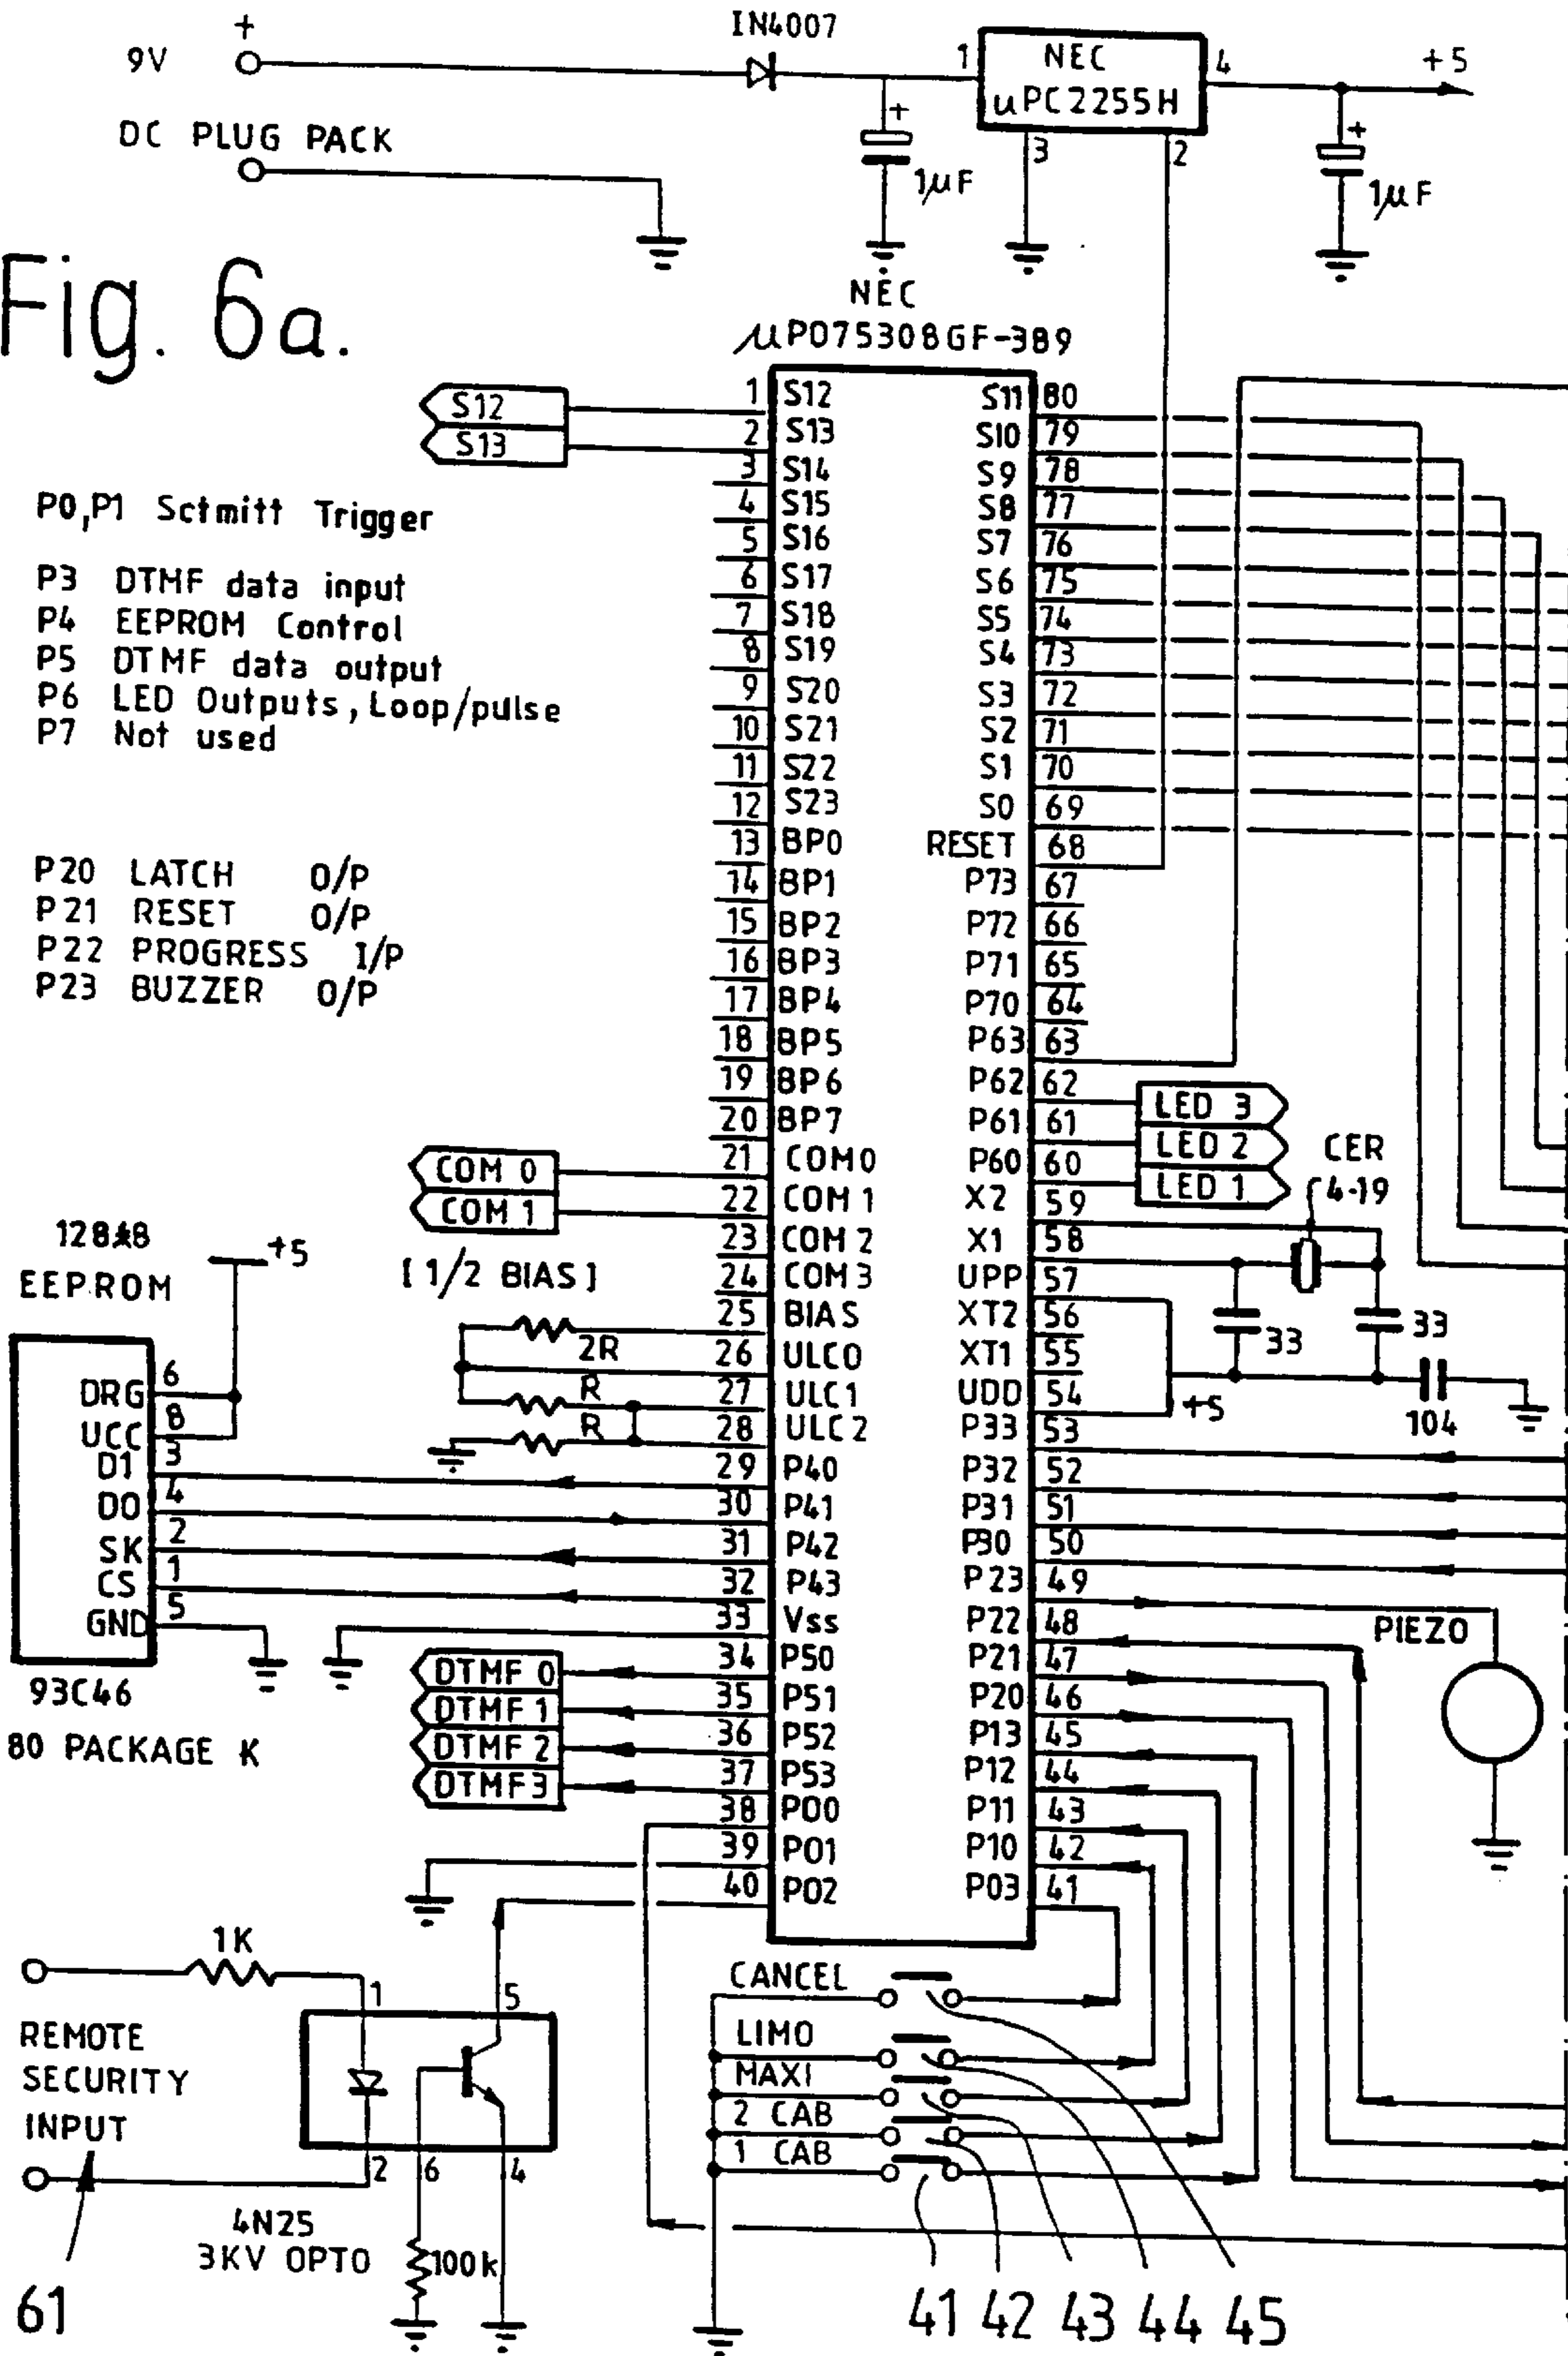 +
9V
DC PLUG PACK
IN4007
1 NEC 4
µPC2255H
3 2
+5
+
1µF
+
1µF
Fig. 6a.
NEC
µPD75308GF-389
S12
S13
P0,P1 Sctmitt Trigger
P3 DTMF data input
P4 EEPROM Control
P5 DTMF data output
P6 LED Outputs, Loop/pulse
P7 Not used
P20 LATCH O/P
P21 RESET O/P
P22 PROGRESS I/P
P23 BUZZER O/P
1 S12 S11 80
2 S13 S10 79
3 S14 S9 78
4 S15 S8 77
5 S16 S7 76
6 S17 S6 75
7 S18 S5 74
8 S19 S4 73
9 S20 S3 72
10 S21 S2 71
11 S22 S1 70
12 S23 S0 69
13 BP0 RESET 68
14 BP1 P73 67
15 BP2 P72 66
16 BP3 P71 65
17 BP4 P70 64
18 BP5 P63 63
19 BP6 P62 62
20 BP7 P61 61
21 COM0 P60 60
22 COM1 X2 59
23 COM2 X1 58
24 COM3 UPP 57
25 BIAS XT2 56
26 ULC0 XT1 55
27 ULC1 UDD 54
28 ULC2 P33 53
29 P40 P32 52
30 P41 P31 51
31 P42 P30 50
32 P43 P23 49
33 Vss P22 48
34 P50 P21 47
35 P51 P20 46
36 P52 P13 45
37 P53 P12 44
38 P00 P11 43
39 P01 P10 42
40 P02 P03 41
LED 3
LED 2
LED 1
CER
4-19
33
33
+5
104
COM 0
COM 1
[1/2 BIAS]
2R
R
R
EEPROM
+5
DRG 6
UCC 8
D1 3
DO 4
SK 2
CS 1
GND 5
93C46
80 PACKAGE K
DTMF 0
DTMF 1
DTMF 2
DTMF3
PIEZO
1K
1 5
REMOTE
SECURITY
INPUT
2 6 4
4N25
3KV OPTO
100k
61
CANCEL
LIMO
MAXI
2 CAB
1 CAB
41 42 43 44 45